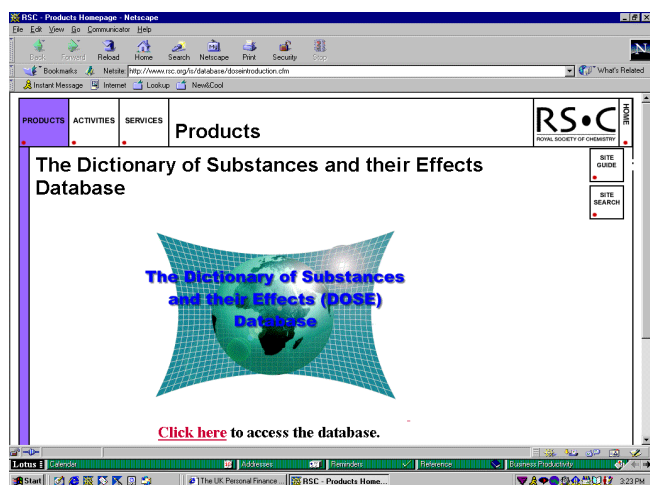 RSC - Products Homepage - Netscape
File Edit View Go Communicator Help
Back Forward Reload Home Search Netscape Print Security Stop
Bookmarks Netsite: http://www.rsc.org/is/database/doseintroduction.cfm What's Related
Instant Message Internet Lookup New&Cool
PRODUCTS ACTIVITIES SERVICES Products RS•C HOME
ROYAL SOCIETY OF CHEMISTRY
The Dictionary of Substances and their Effects
Database
SITE
GUIDE
SITE
SEARCH
The Dictionary of Substances
and their Effects (DOSE)
Database
Click here to access the database.
Lotus Calendar Addresses Reminders Reference Business Productivity
Start The UK Personal Finance ... RSC - Products Home... 3:23 PM